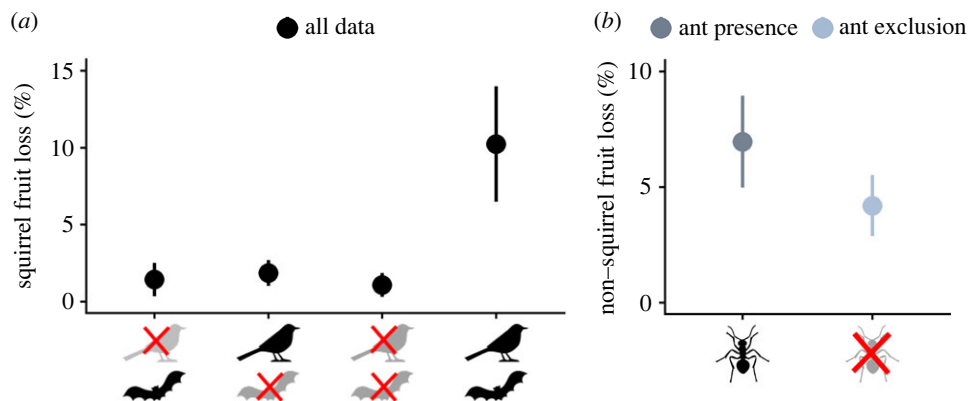 (a)
all data
squirrel fruit loss (%)
15
10
5
0
(b)
ant presence
ant exclusion
non–squirrel fruit loss (%)
10
5
0